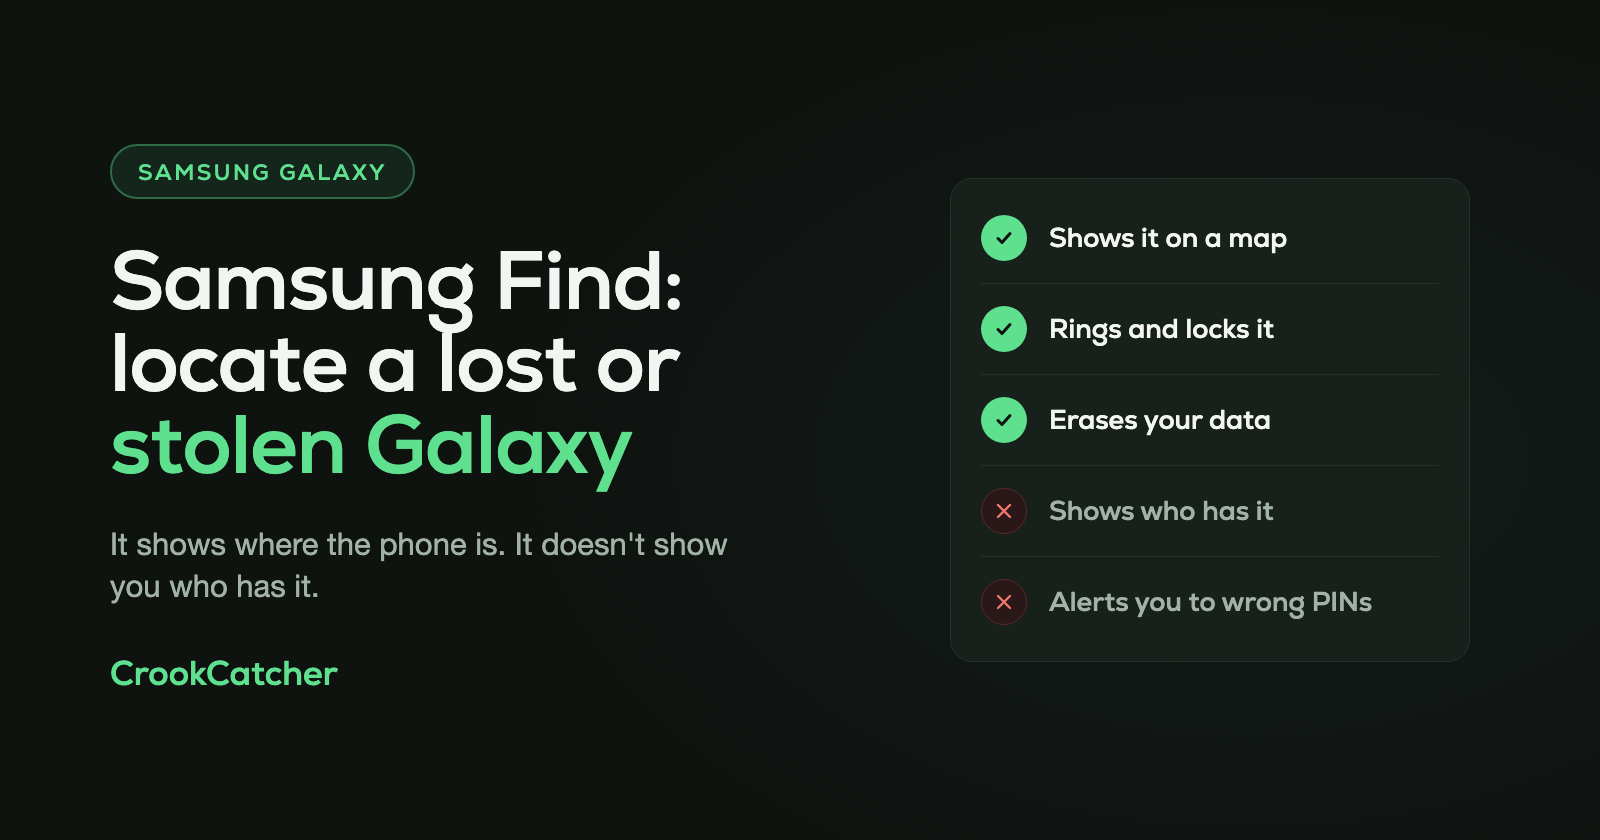 SAMSUNG GALAXY
Samsung Find:
locate a lost or
stolen Galaxy
It shows where the phone is. It doesn't show
you who has it.
CrookCatcher
Shows it on a map
Rings and locks it
Erases your data
Shows who has it
Alerts you to wrong PINs